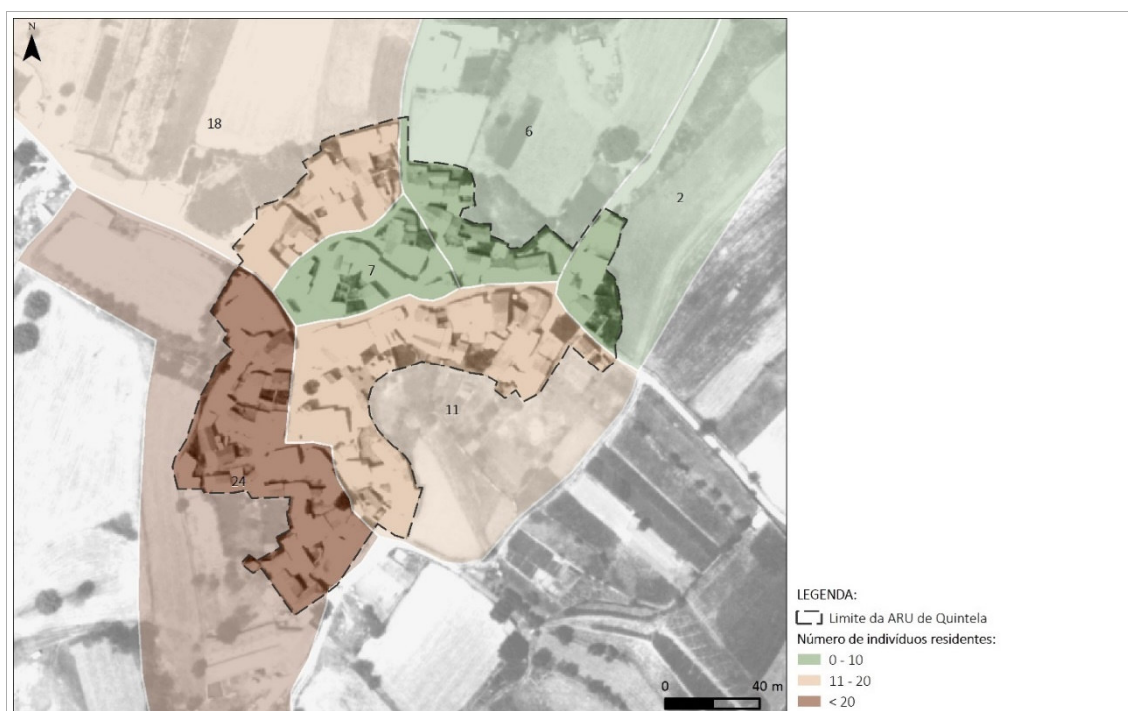 N
18
6
2
7
11
24
LEGENDA:
Limite da ARU de Quintela
Número de indivíduos residentes:
0 - 10
11 - 20
< 20
0 40 m